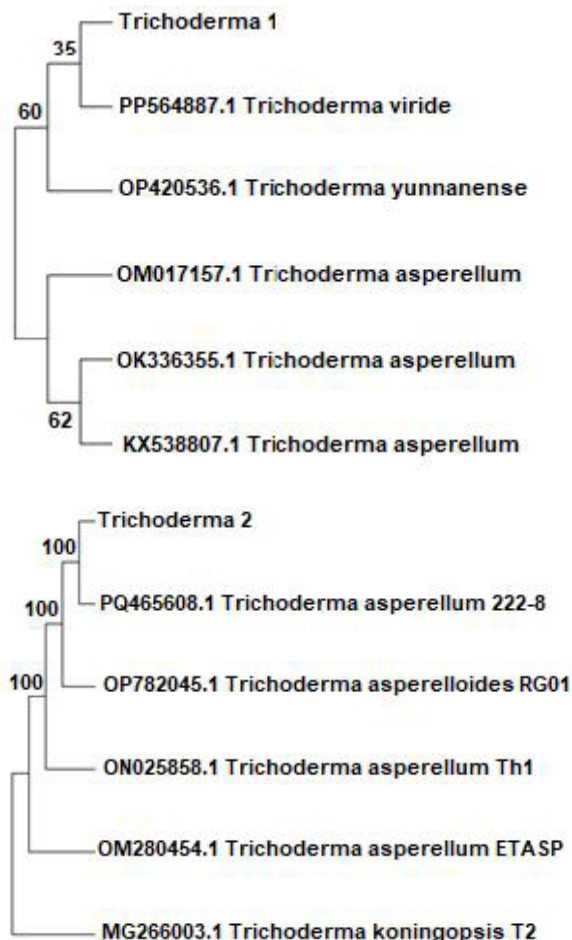 Trichoderma 1
35
PP564887.1 Trichoderma viride
60
OP420536.1 Trichoderma yunnanense
OM017157.1 Trichoderma asperellum
OK336355.1 Trichoderma asperellum
62
KX538807.1 Trichoderma asperellum
Trichoderma 2
100
PQ465608.1 Trichoderma asperellum 222-8
100
OP782045.1 Trichoderma asperelloides RG01
100
ON025858.1 Trichoderma asperellum Th1
OM280454.1 Trichoderma asperellum ETASP
MG266003.1 Trichoderma koningopsis T2